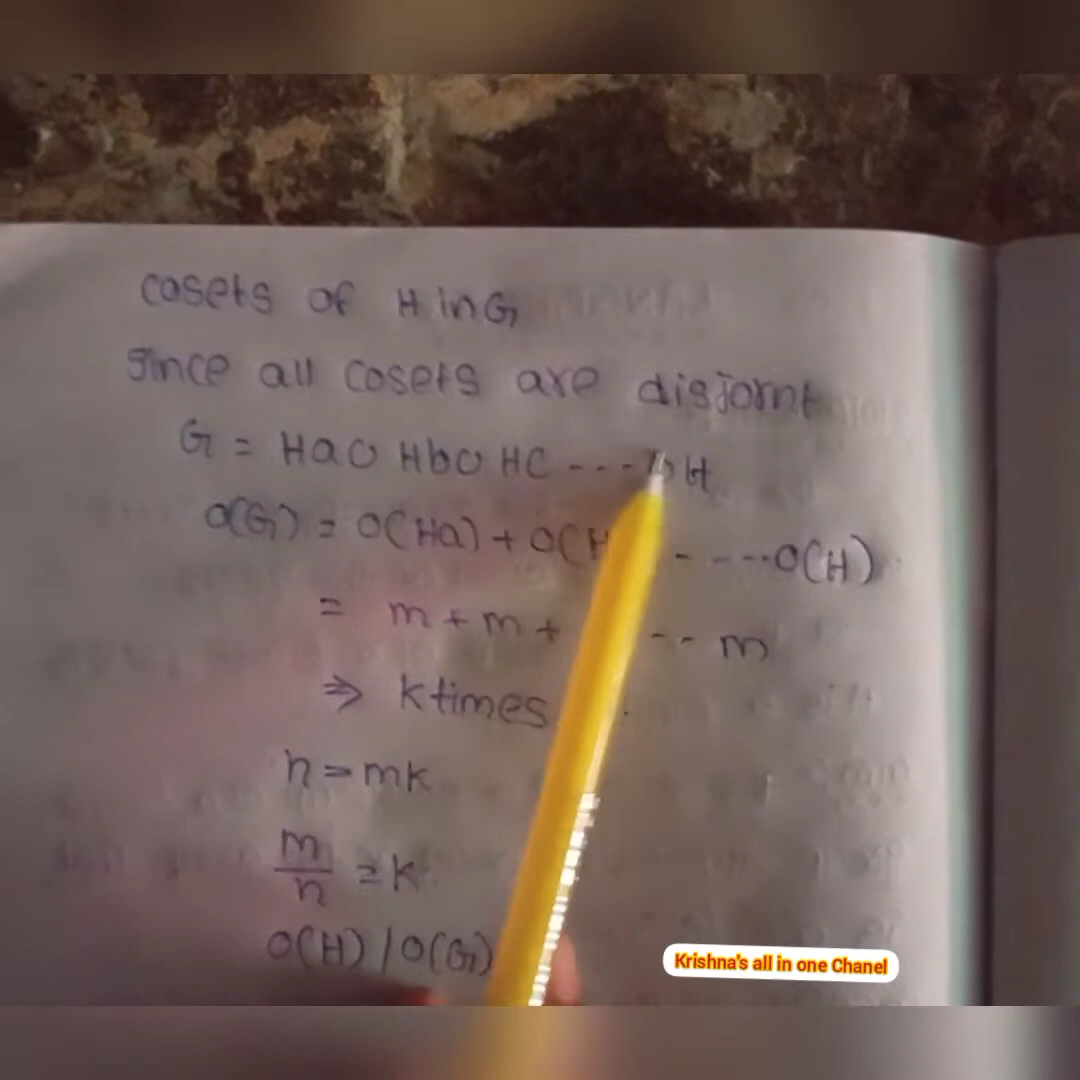 cosets of H in G
since all cosets are disjoint
G = Ha ∪ Hb ∪ Hc ---- ∪ H
O(G) = O(Ha) + O(H - ---- O(H)
= m + m + -- m
⇒ k times
n = mk
m/n = k
O(H) / O(G)
Krishna's all in one Chanel